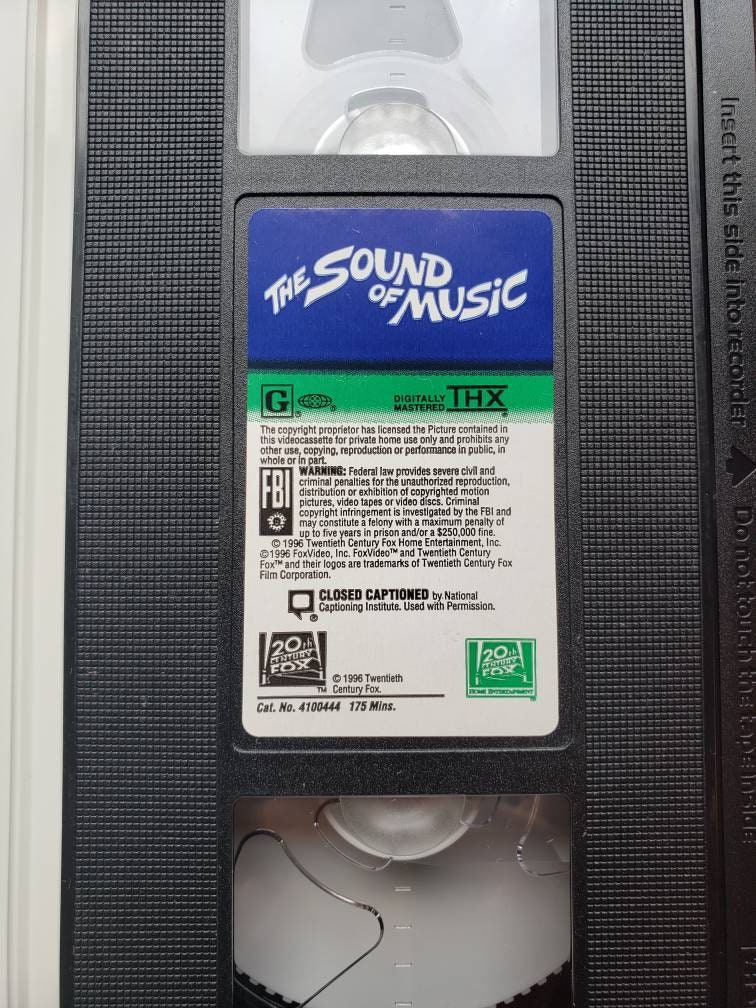 THE SOUND
OF MUSiC
G ® ®
DIGITALLY
MASTERED THX
®
The copyright proprietor has licensed the Picture contained in
this videocassette for private home use only and prohibits any
other use, copying, reproduction or performance in public, in
whole or in part.
FBI
WARNING: Federal law provides severe civil and
criminal penalties for the unauthorized reproduction,
distribution or exhibition of copyrighted motion
pictures, video tapes or video discs. Criminal
copyright infringement is investigated by the FBI and
may constitute a felony with a maximum penalty of
up to five years in prison and/or a $250,000 fine.
© 1996 Twentieth Century Fox Home Entertainment, Inc.
©1996 FoxVideo, Inc. FoxVideo™ and Twentieth Century
Fox™ and their logos are trademarks of Twentieth Century Fox
Film Corporation.
CLOSED CAPTIONED by National
Captioning Institute. Used with Permission.
®
20th
CENTURY
FOX
TM
© 1996 Twentieth
Century Fox.
20th
CENTURY
FOX
HOME ENTERTAINMENT
Cat. No. 4100444 175 Mins.
Insert this side into recorder
Do not touch the tape inside